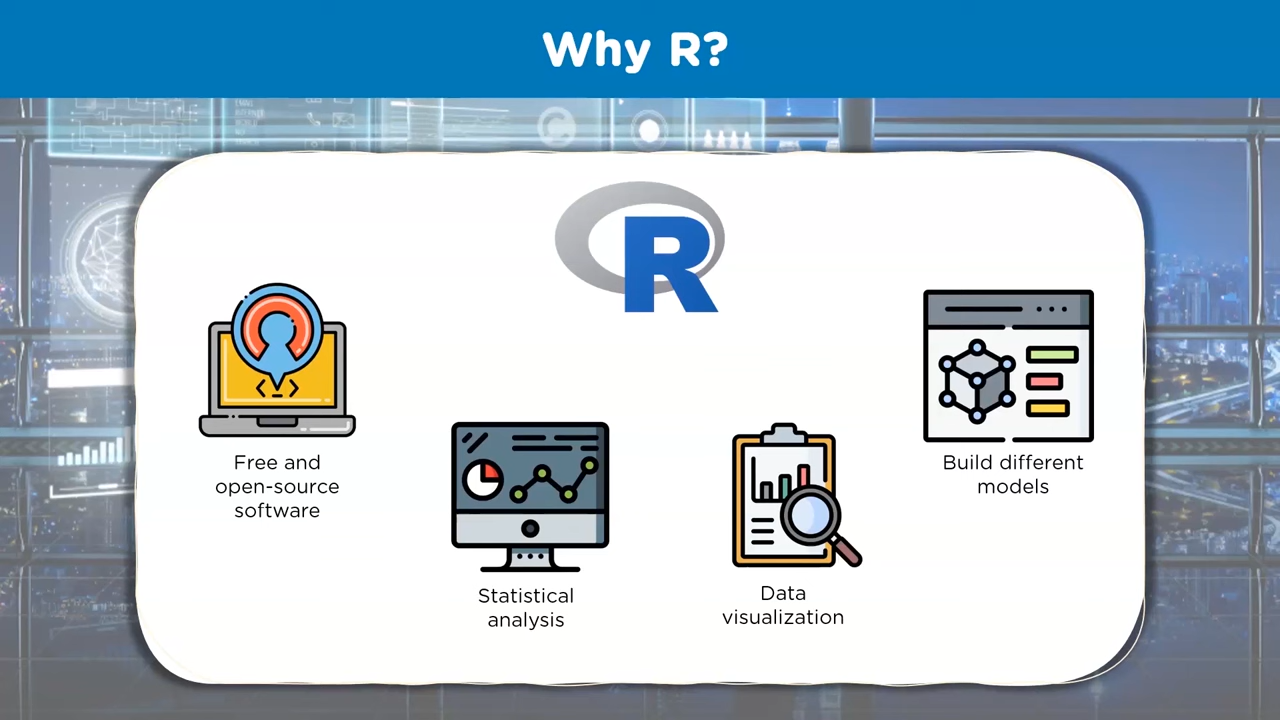 Why R?
R
Free and
open-source
software
Statistical
analysis
Data
visualization
Build different
models